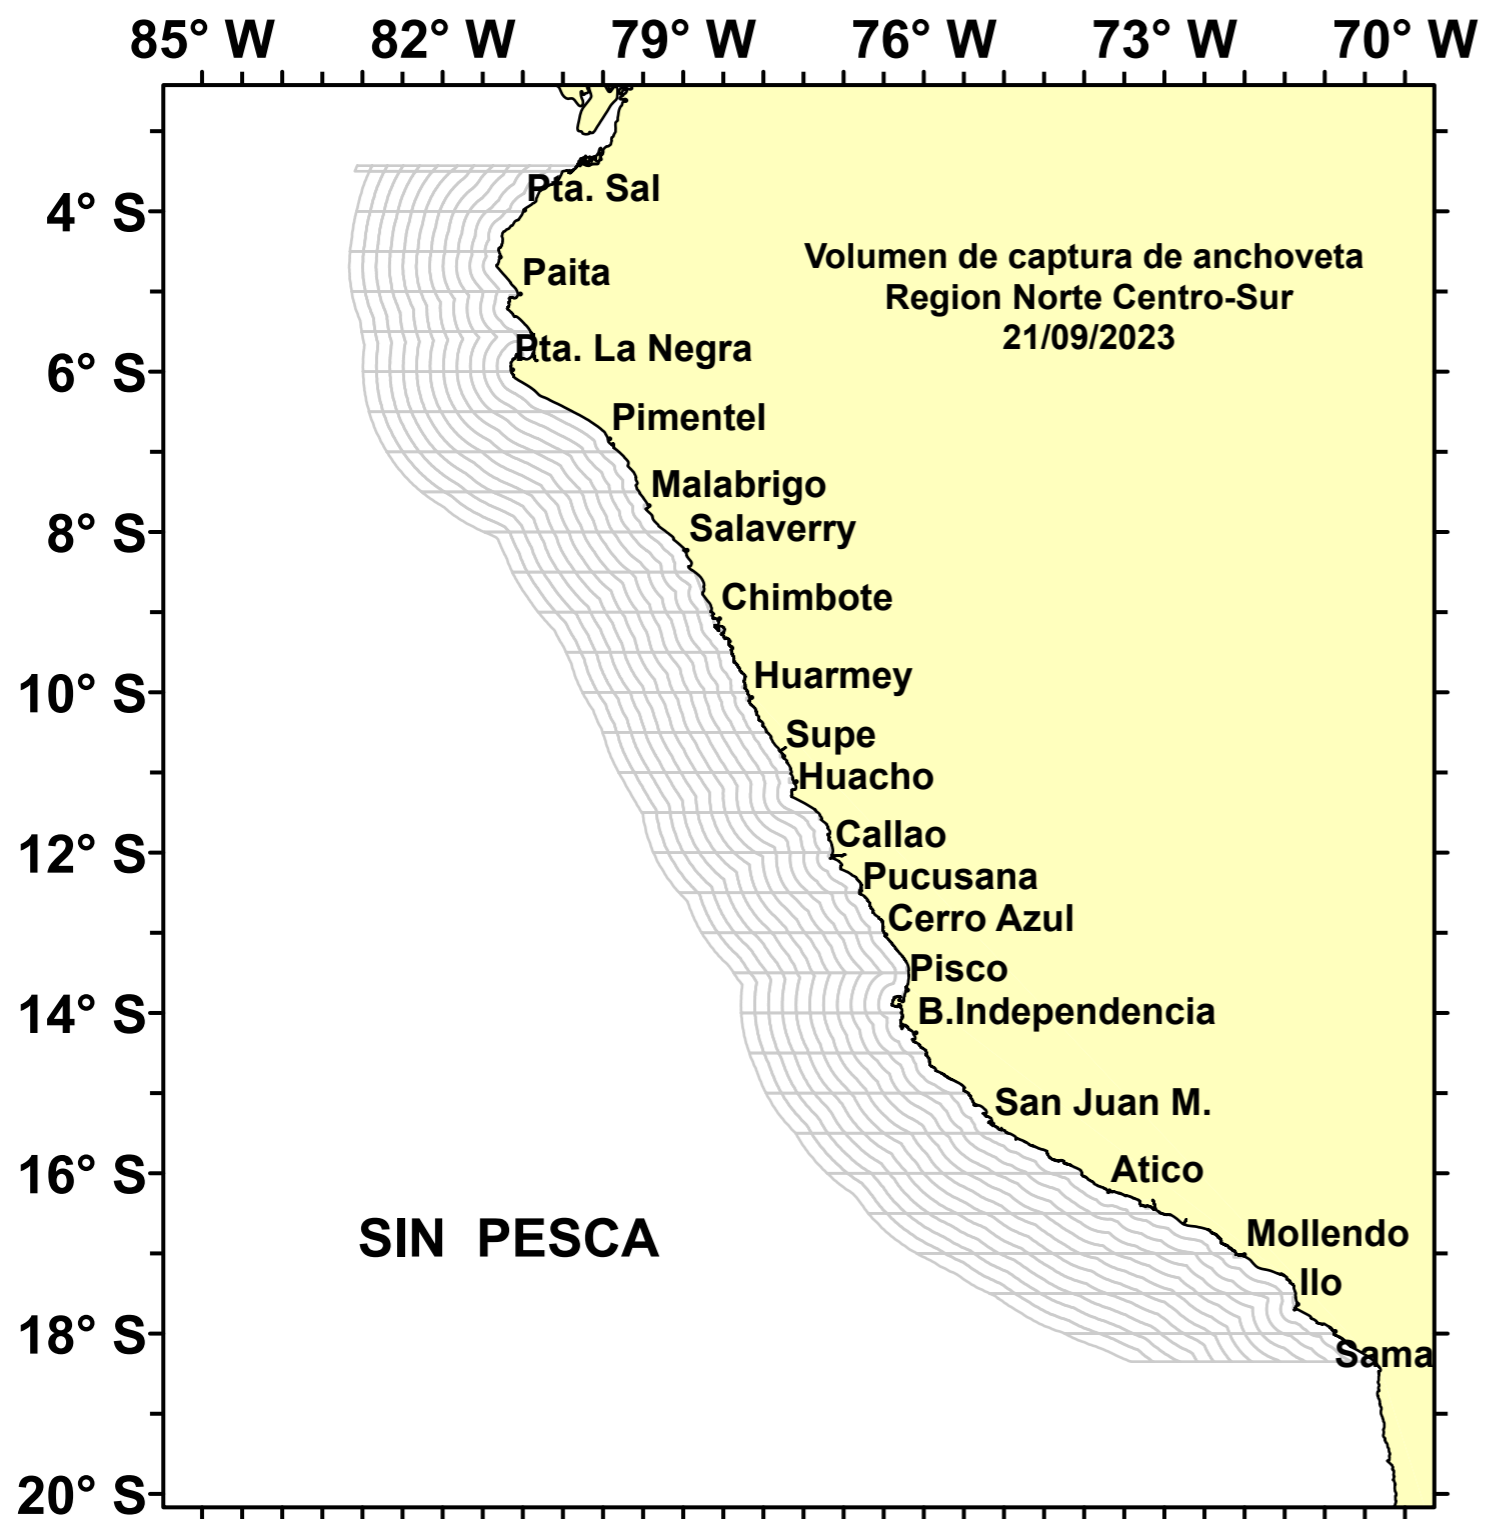 85° W 82° W 79° W 76° W 73° W 70° W
Pta. Sal
4° S
Volumen de captura de anchoveta
Paita
Region Norte Centro-Sur
21/09/2023
Pta. La Negra
6° S
Pimentel
Malabrigo
Salaverry
8° S
Chimbote
Huarmey
10° S
Supe
Huacho
Callao
12° S
Pucusana
Cerro Azul
Pisco
B.Independencia
14° S
San Juan M.
Atico
16° S
Mollendo
SIN PESCA
Ilo
18° S
Sama
20° S